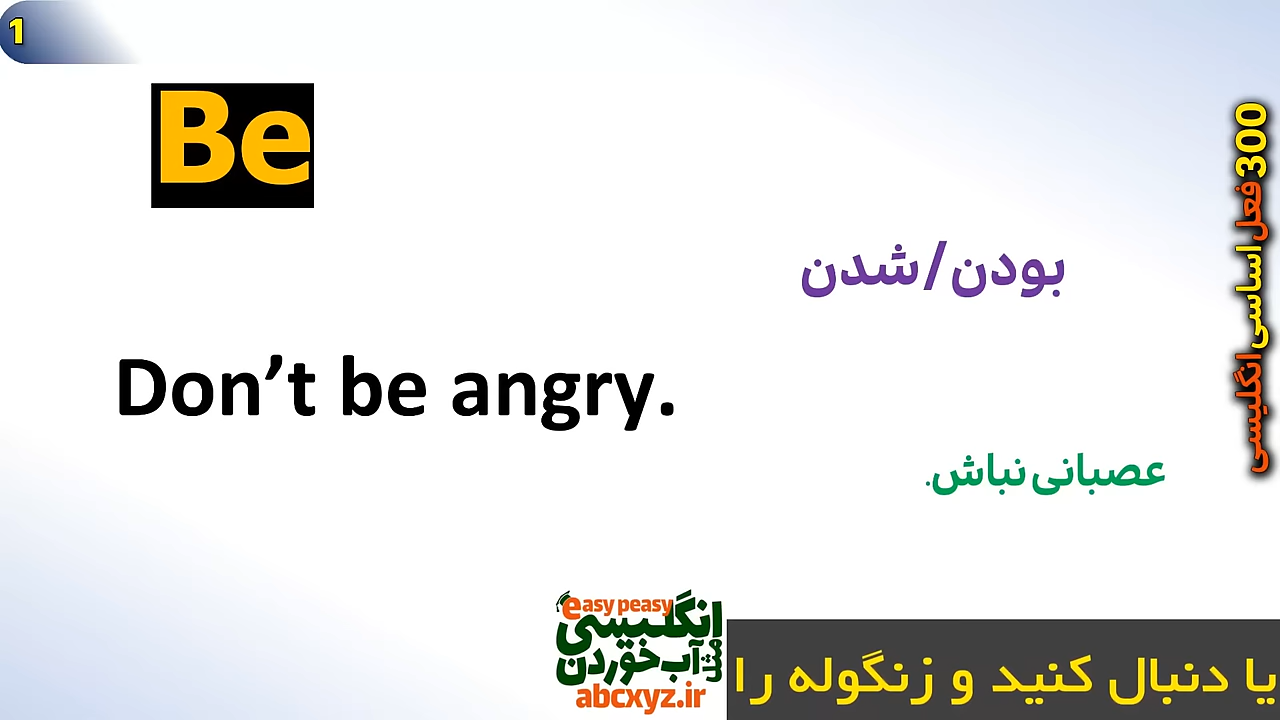 1
Be
بودن/شدن
Don’t be angry.
عصبانی نباش.
300 فعل اساسی انگلیسی
easy peasy
انگلیسی
مثل آب خوردن
abcxyz.ir
یا دنبال کنید و زنگوله را